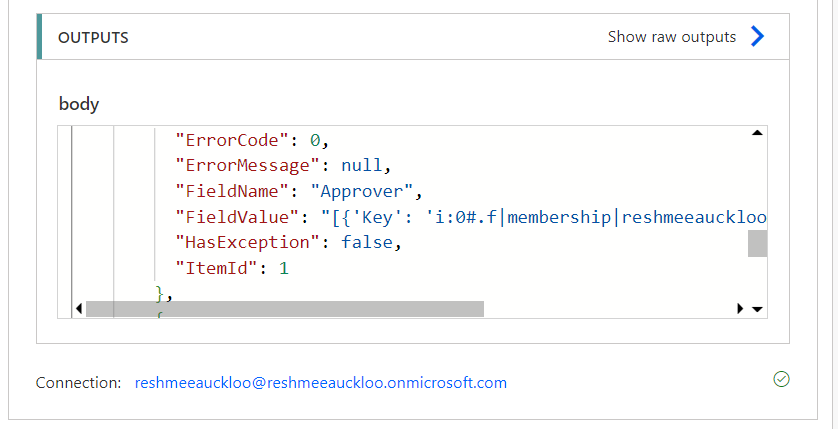 OUTPUTS
Show raw outputs
body
"ErrorCode": 0,
"ErrorMessage": null,
"FieldName": "Approver",
"FieldValue": "[{'Key': 'i:0#.f|membership|reshmeeauckloo
"HasException": false,
"ItemId": 1
},
{
Connection: reshmeeauckloo@reshmeeauckloo.onmicrosoft.com